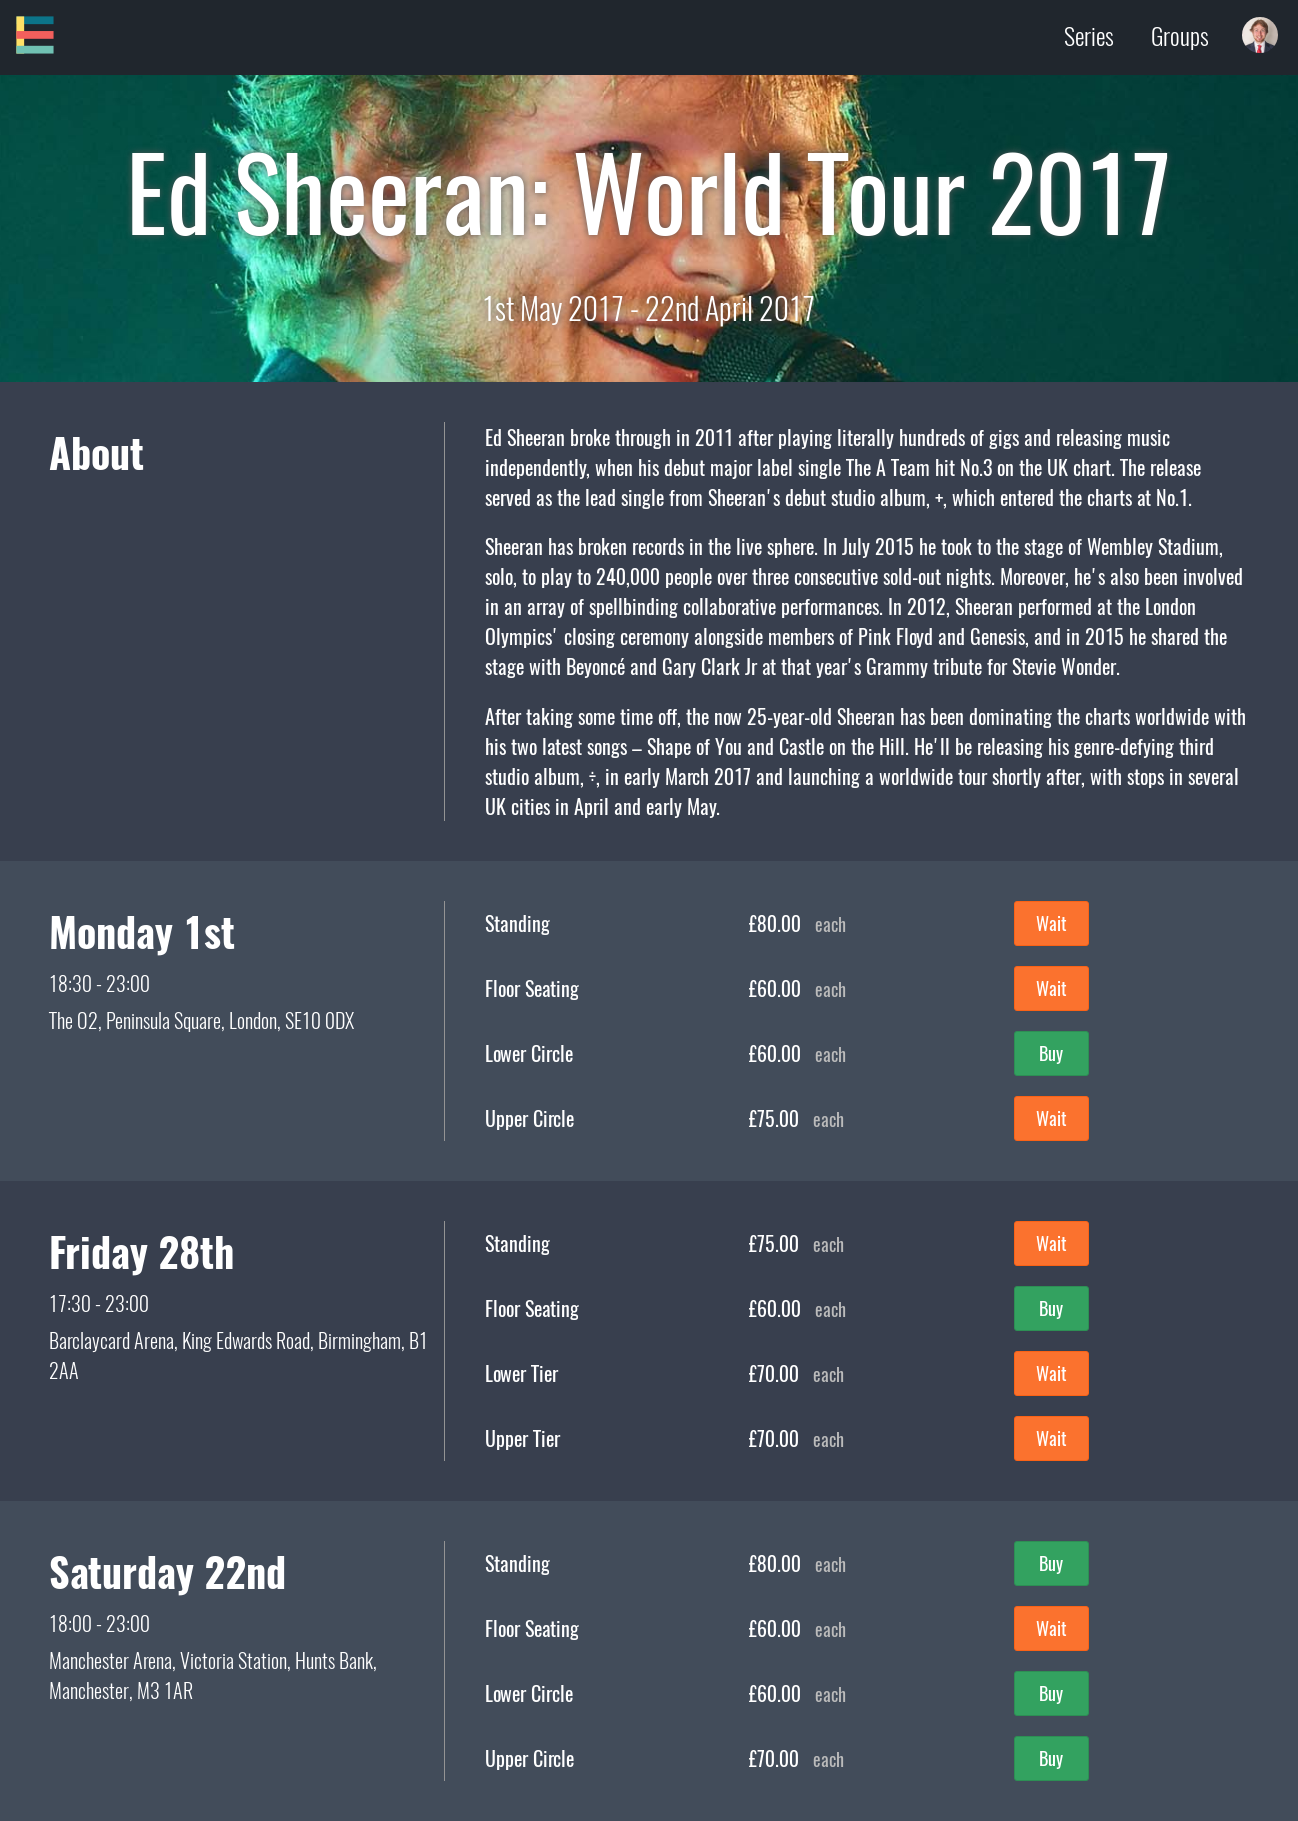 Series Groups
Ed Sheeran: World Tour 2017
1st May 2017 - 22nd April 2017
About
Ed Sheeran broke through in 2011 after playing literally hundreds of gigs and releasing music
independently, when his debut major label single The A Team hit No.3 on the UK chart. The release
served as the lead single from Sheeran's debut studio album, +, which entered the charts at No.1.
Sheeran has broken records in the live sphere. In July 2015 he took to the stage of Wembley Stadium,
solo, to play to 240,000 people over three consecutive sold-out nights. Moreover, he's also been involved
in an array of spellbinding collaborative performances. In 2012, Sheeran performed at the London
Olympics' closing ceremony alongside members of Pink Floyd and Genesis, and in 2015 he shared the
stage with Beyoncé and Gary Clark Jr at that year's Grammy tribute for Stevie Wonder.
After taking some time off, the now 25-year-old Sheeran has been dominating the charts worldwide with
his two latest songs – Shape of You and Castle on the Hill. He'll be releasing his genre-defying third
studio album, ÷, in early March 2017 and launching a worldwide tour shortly after, with stops in several
UK cities in April and early May.
Monday 1st
18:30 - 23:00
The O2, Peninsula Square, London, SE10 0DX
Standing £80.00 each Wait
Floor Seating £60.00 each Wait
Lower Circle £60.00 each Buy
Upper Circle £75.00 each Wait
Friday 28th
17:30 - 23:00
Barclaycard Arena, King Edwards Road, Birmingham, B1
2AA
Standing £75.00 each Wait
Floor Seating £60.00 each Buy
Lower Tier £70.00 each Wait
Upper Tier £70.00 each Wait
Saturday 22nd
18:00 - 23:00
Manchester Arena, Victoria Station, Hunts Bank,
Manchester, M3 1AR
Standing £80.00 each Buy
Floor Seating £60.00 each Wait
Lower Circle £60.00 each Buy
Upper Circle £70.00 each Buy